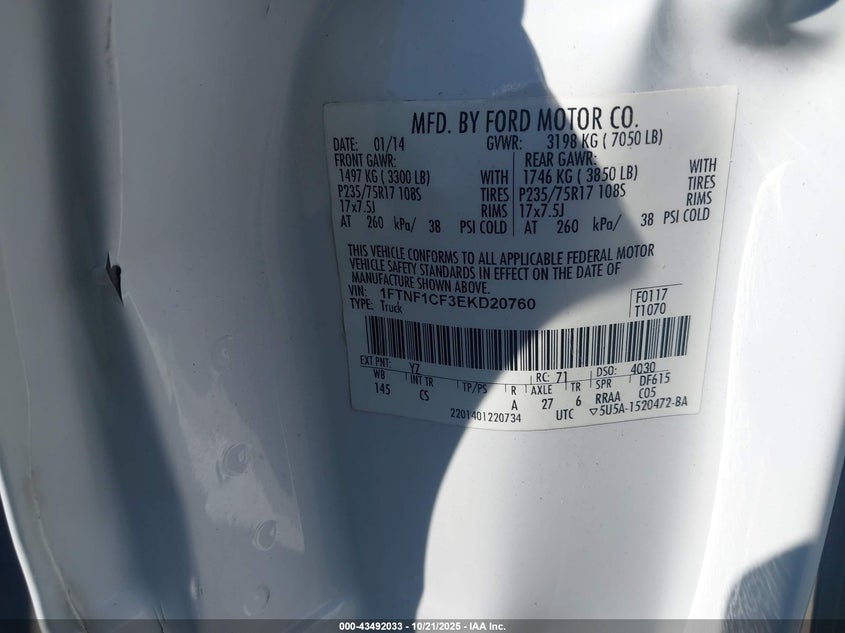 MFD. BY FORD MOTOR CO.
DATE: 01/14 GVWR: 3198 KG ( 7050 LB)
FRONT GAWR: REAR GAWR:
1497 KG ( 3300 LB) WITH 1746 KG ( 3850 LB) WITH
P235/75R17 108S TIRES P235/75R17 108S TIRES
17x7.5J RIMS 17x7.5J RIMS
AT 260 kPa/ 38 PSI COLD AT 260 kPa/ 38 PSI COLD
THIS VEHICLE CONFORMS TO ALL APPLICABLE FEDERAL MOTOR
VEHICLE SAFETY STANDARDS IN EFFECT ON THE DATE OF
MANUFACTURE SHOWN ABOVE.
VIN: 1FTNF1CF3EKD20760 F0117
TYPE: Truck T1070
EXT PNT: YZ RC: 71 DSO: 4030
WB INT TR TP/PS R AXLE TR SPR DF615
145 CS A 27 6 RRAA C05
2201401220734 UTC ▽5U5A-1520472-BA
000-43492033 - 10/21/2025 - IAA Inc.